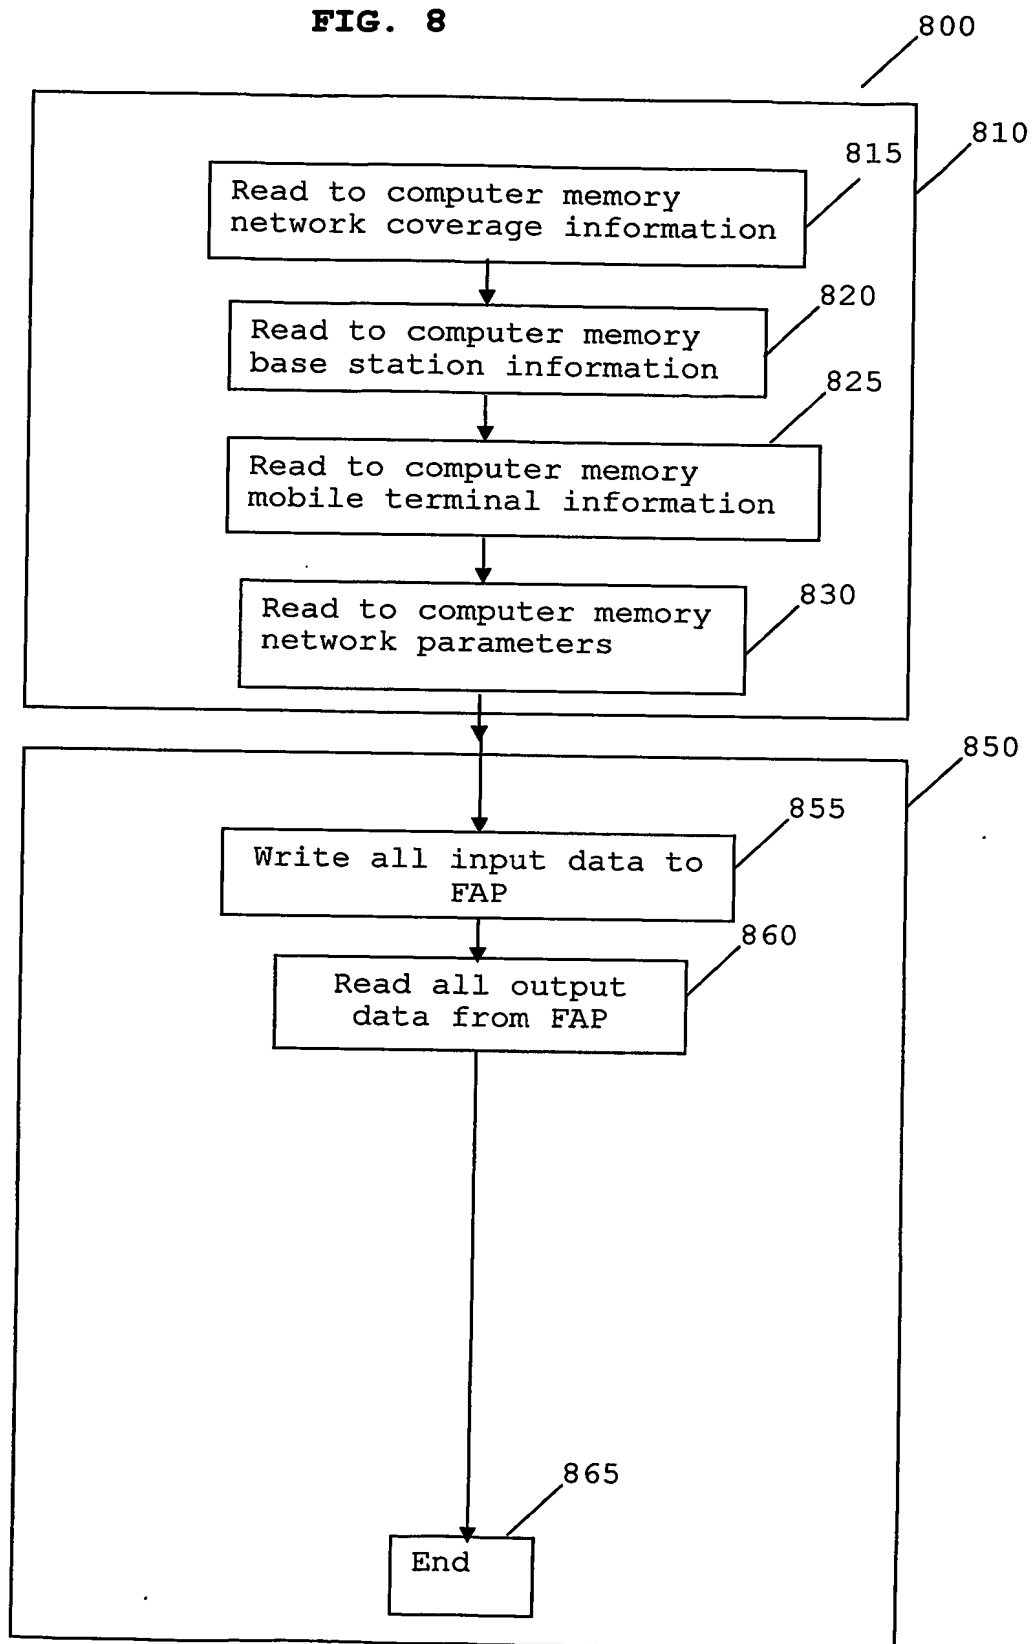 FIG. 8
800
810
815
Read to computer memory
network coverage information
820
Read to computer memory
base station information
825
Read to computer memory
mobile terminal information
830
Read to computer memory
network parameters
850
855
Write all input data to
FAP
860
Read all output
data from FAP
865
End